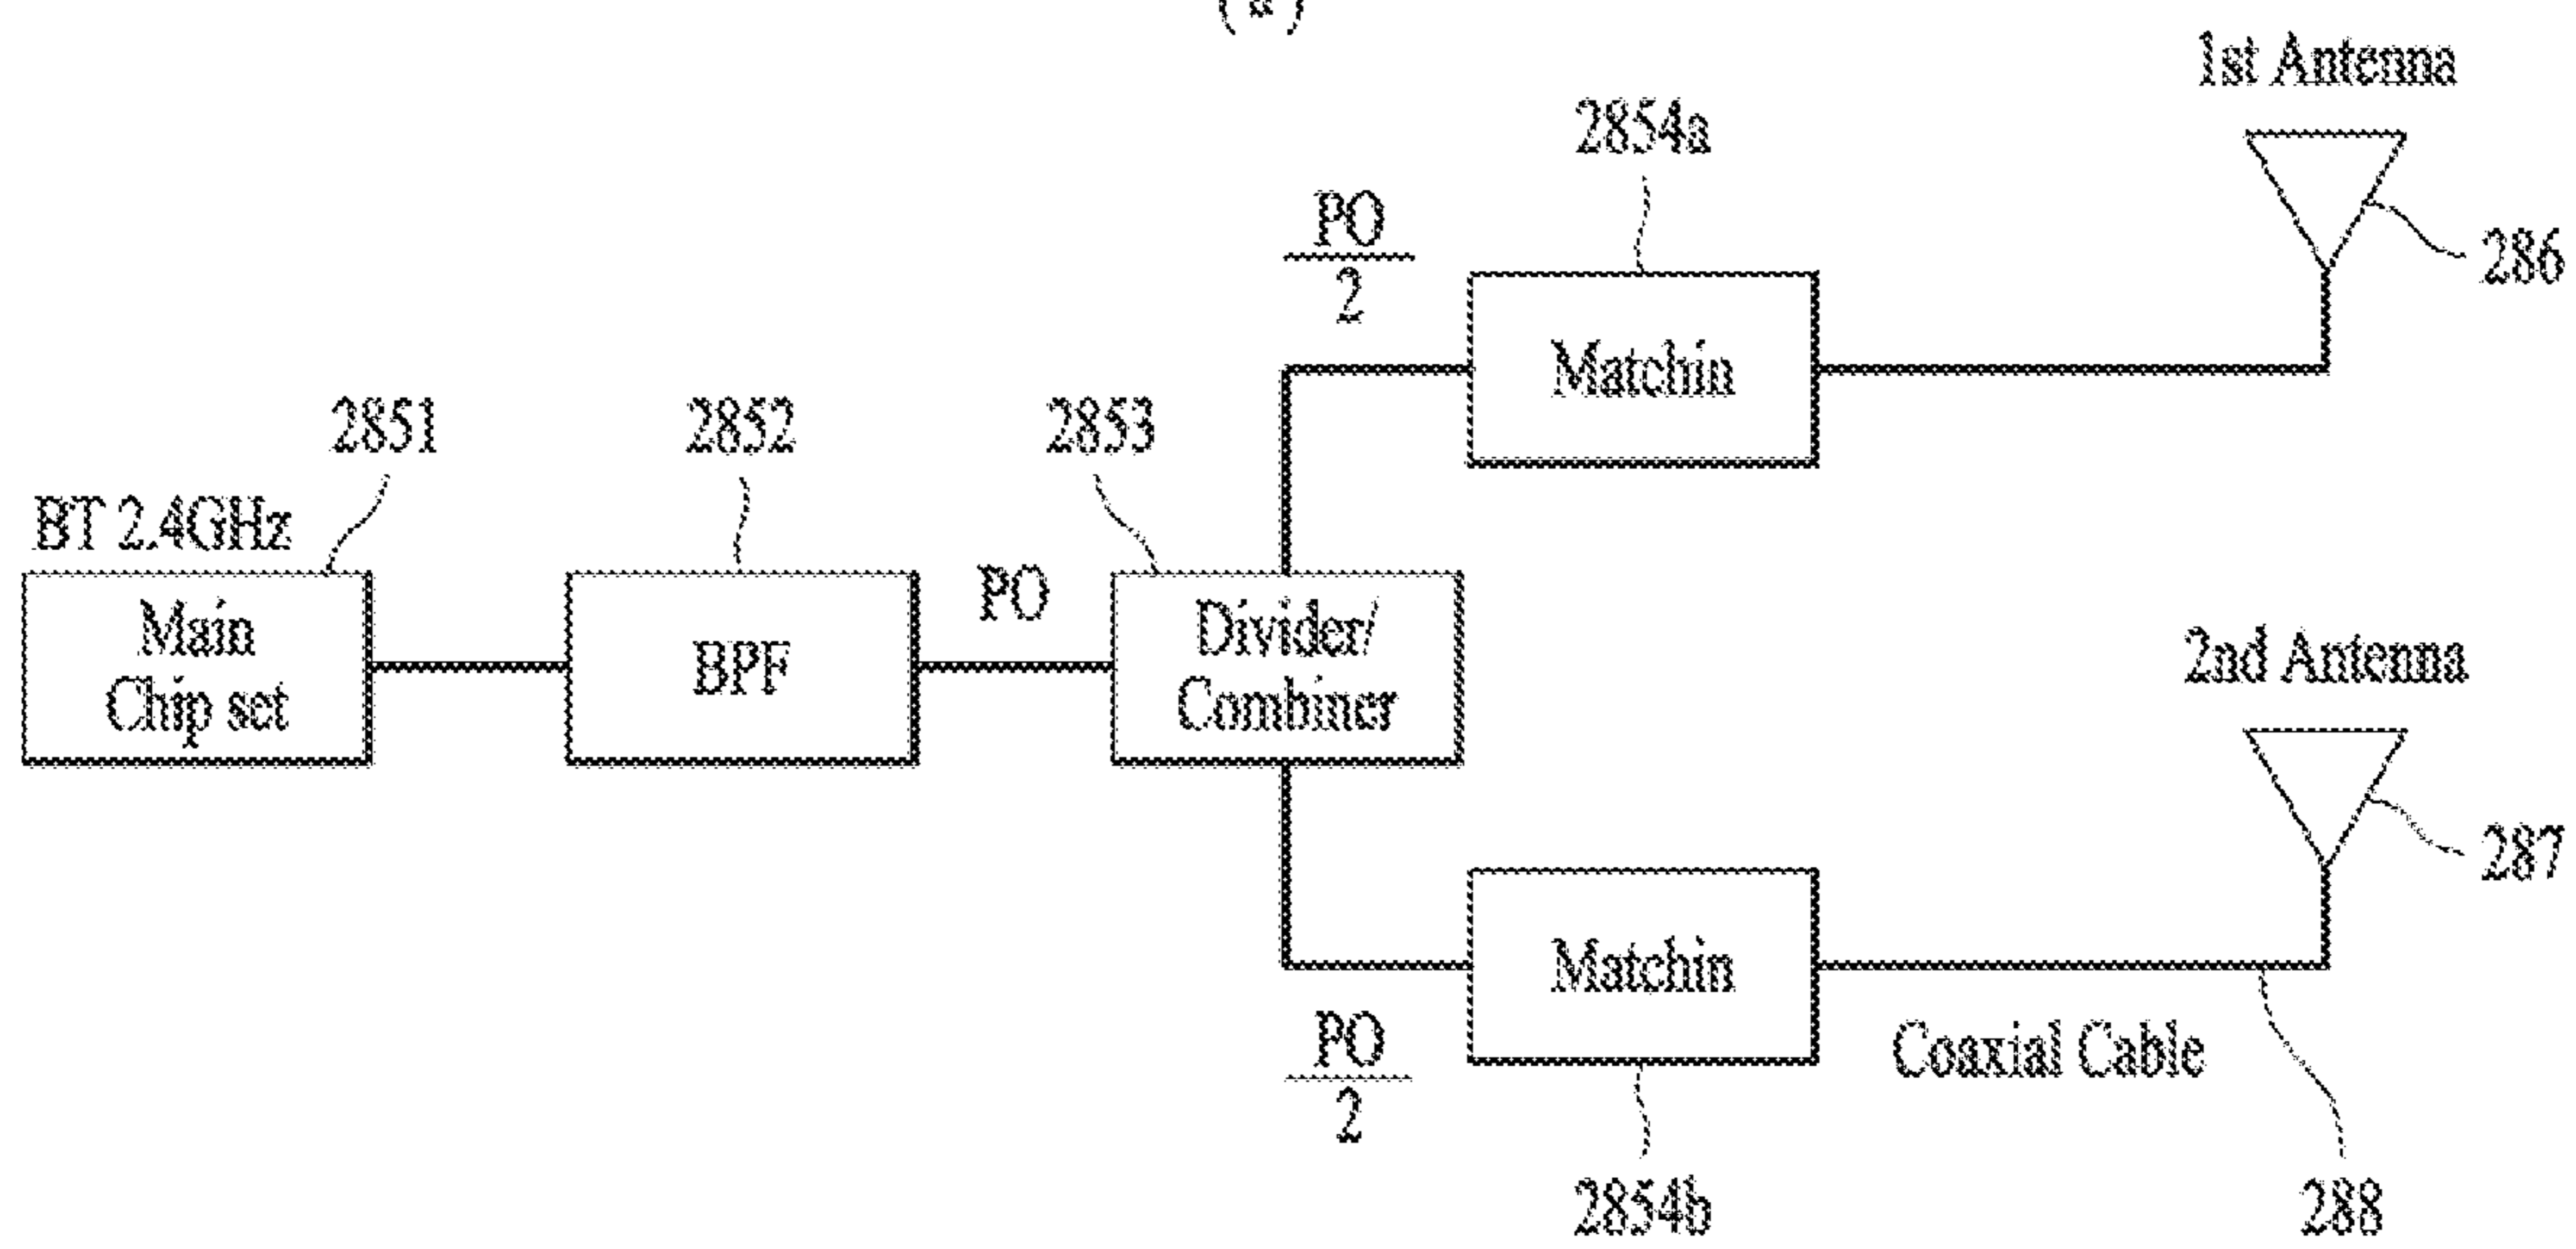 (a)
1st Antenna
2854a
PO
2
286
Matchin
2851
2852
2853
BT 2.4GHz
PO
Main
Chip set
BPF
Divider/
Combiner
2nd Antenna
287
Matchin
PO
2
Coaxial Cable
2854b
288